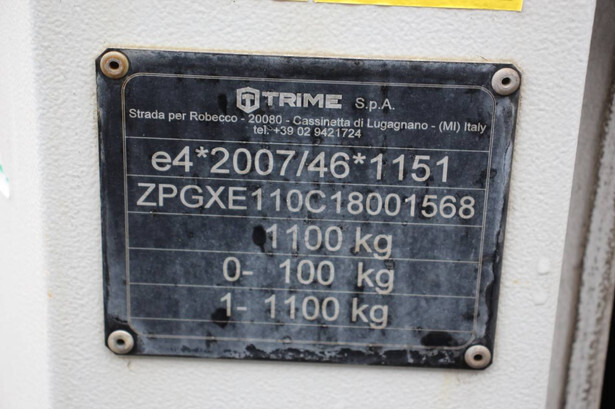 TRIME S.p.A.
Strada per Robecco - 20080 - Cassinetta di Lugagnano - (MI) Italy
tel. +39 02 9421724
e4*2007/46*1151
ZPGXE110C18001568
1100 kg
0- 100 kg
1- 1100 kg